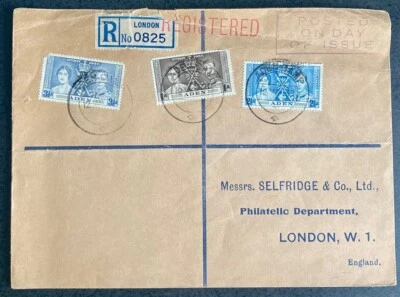 LONDON
R No 0825
REGISTERED.
POSTED
ON DAY
OF ISSUE
ADEN
ADEN
ADEN
Messrs. SELFRIDGE & Co., Ltd.,
Philatelic Department,
LONDON, W. 1.
England.